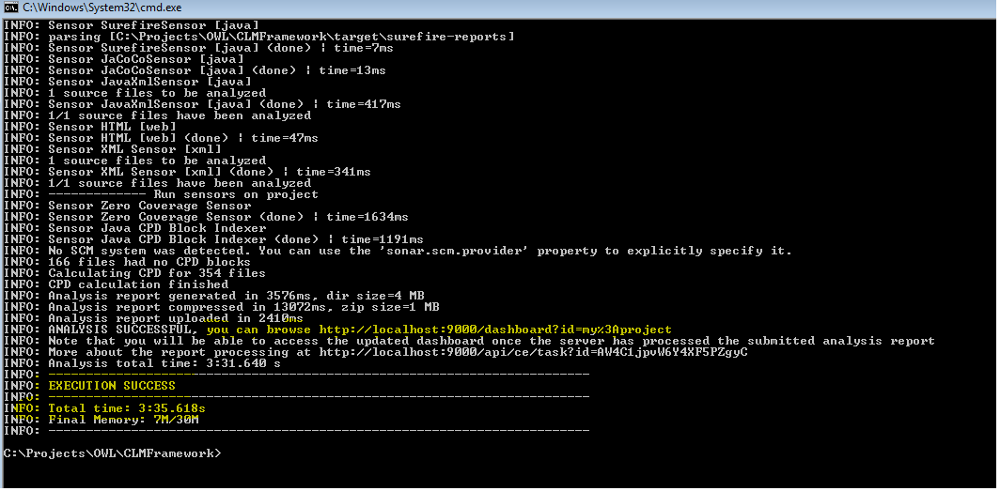 C:\Windows\System32\cmd.exe
INFO: Sensor SurefireSensor [java]
INFO: parsing [C:\Projects\OWL\CLMFramework\target\surefire-reports]
INFO: Sensor SurefireSensor [java] (done) | time=7ms
INFO: Sensor JaCoCoSensor [java]
INFO: Sensor JaCoCoSensor [java] (done) | time=13ms
INFO: Sensor JavaXmlSensor [java]
INFO: 1 source files to be analyzed
INFO: Sensor JavaXmlSensor [java] (done) | time=417ms
INFO: 1/1 source files have been analyzed
INFO: Sensor HTML [web]
INFO: Sensor HTML [web] (done) | time=47ms
INFO: Sensor XML Sensor [xml]
INFO: 1 source files to be analyzed
INFO: Sensor XML Sensor [xml] (done) | time=341ms
INFO: 1/1 source files have been analyzed
INFO: ------------- Run sensors on project
INFO: Sensor Zero Coverage Sensor
INFO: Sensor Zero Coverage Sensor (done) | time=1634ms
INFO: Sensor Java CPD Block Indexer
INFO: Sensor Java CPD Block Indexer (done) | time=1191ms
INFO: No SCM system was detected. You can use the 'sonar.scm.provider' property to explicitly specify it.
INFO: 166 files had no CPD blocks
INFO: Calculating CPD for 354 files
INFO: CPD calculation finished
INFO: Analysis report generated in 3576ms, dir size=4 MB
INFO: Analysis report compressed in 13072ms, zip size=1 MB
INFO: Analysis report uploaded in 2410ms
INFO: ANALYSIS SUCCESSFUL, you can browse http://localhost:9000/dashboard?id=my%3Aproject
INFO: Note that you will be able to access the updated dashboard once the server has processed the submitted analysis report
INFO: More about the report processing at http://localhost:9000/api/ce/task?id=AW4C1jpvW6Y4XF5PZgyC
INFO: Analysis total time: 3:31.640 s
INFO: ------------------------------------------------------------------------
INFO: EXECUTION SUCCESS
INFO: ------------------------------------------------------------------------
INFO: Total time: 3:35.618s
INFO: Final Memory: 7M/30M
INFO: ------------------------------------------------------------------------
C:\Projects\OWL\CLMFramework>